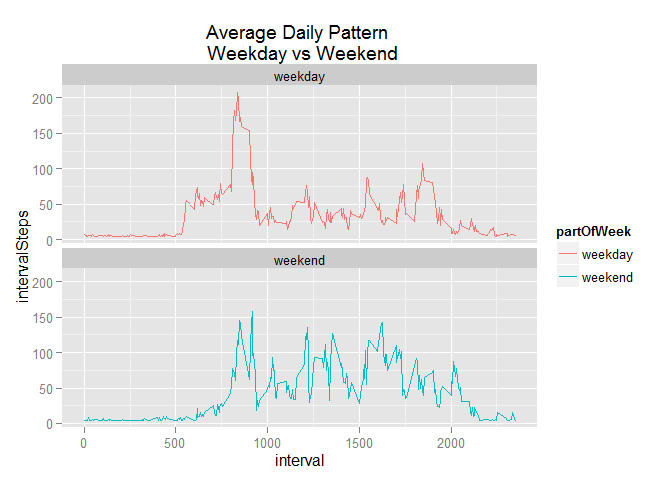 Average Daily Pattern
Weekday vs Weekend
weekday
200
150
100
50
0
weekend
200
150
100
50
0
0 500 1000 1500 2000
interval
intervalSteps
partOfWeek
weekday
weekend